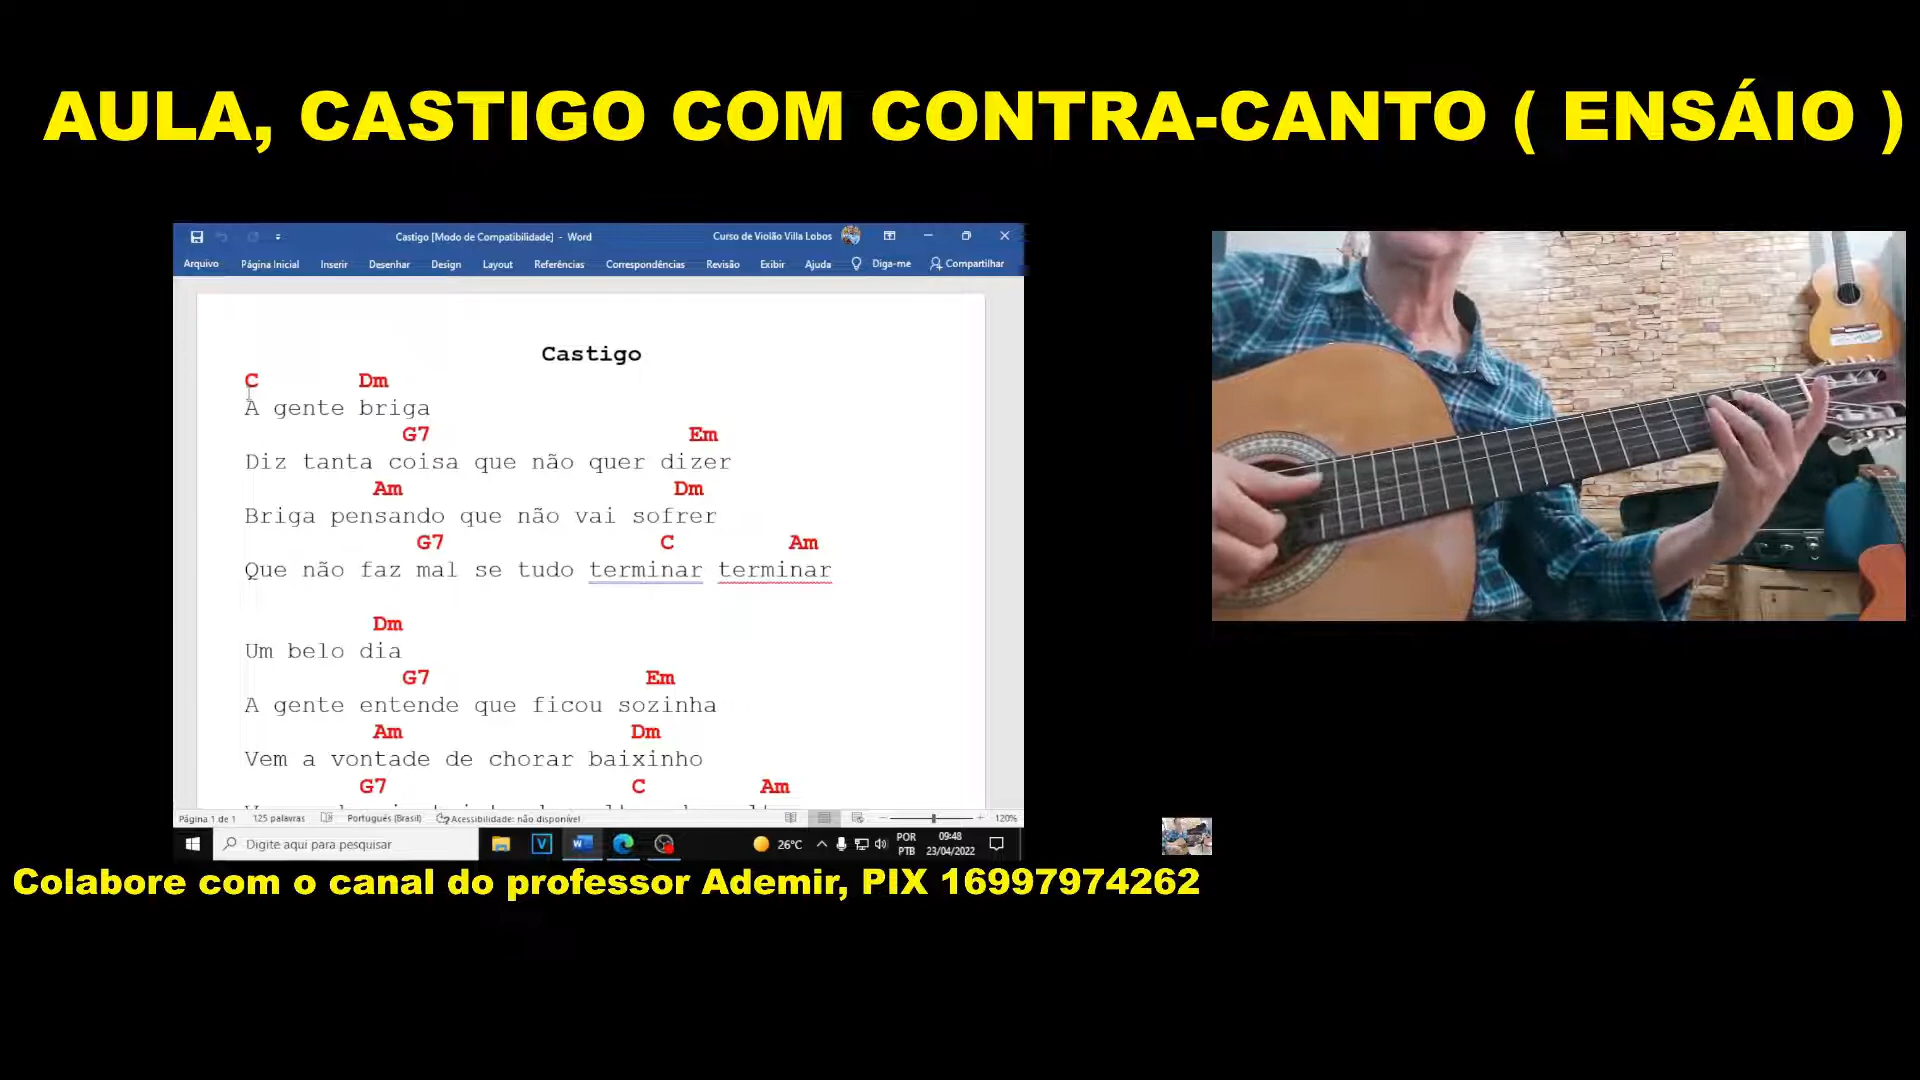 AULA, CASTIGO COM CONTRA-CANTO ( ENSÁIO )
Castigo [Modo de Compatibilidade] - Word
Curso de Violão Villa Lobos
Arquivo Página Inicial Inserir Desenhar Design Layout Referências Correspondências Revisão Exibir Ajuda Diga-me Compartilhar
Castigo
C Dm
A gente briga
G7 Em
Diz tanta coisa que não quer dizer
Am Dm
Briga pensando que não vai sofrer
G7 C Am
Que não faz mal se tudo terminar terminar
Dm
Um belo dia
G7 Em
A gente entende que ficou sozinha
Am Dm
Vem a vontade de chorar baixinho
G7 C Am
Página 1 de 1 125 palavras Português (Brasil) Acessibilidade: não disponível 120%
Digite aqui para pesquisar
26°C
POR
PTB
09:48
23/04/2022
Colabore com o canal do professor Ademir, PIX 16997974262